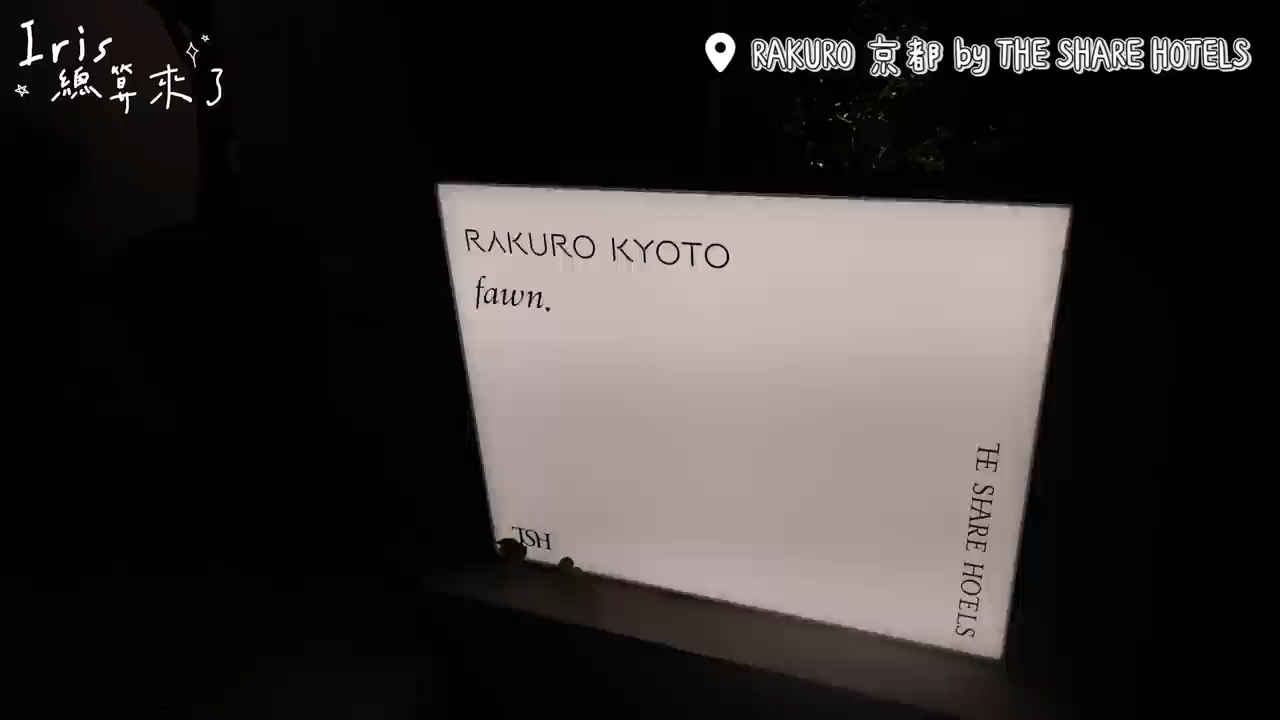 Iris
總算來了
RAKURO 京都 by THE SHARE HOTELS
RAKURO KYOTO
fawn.
TSH
THE SHARE HOTELS